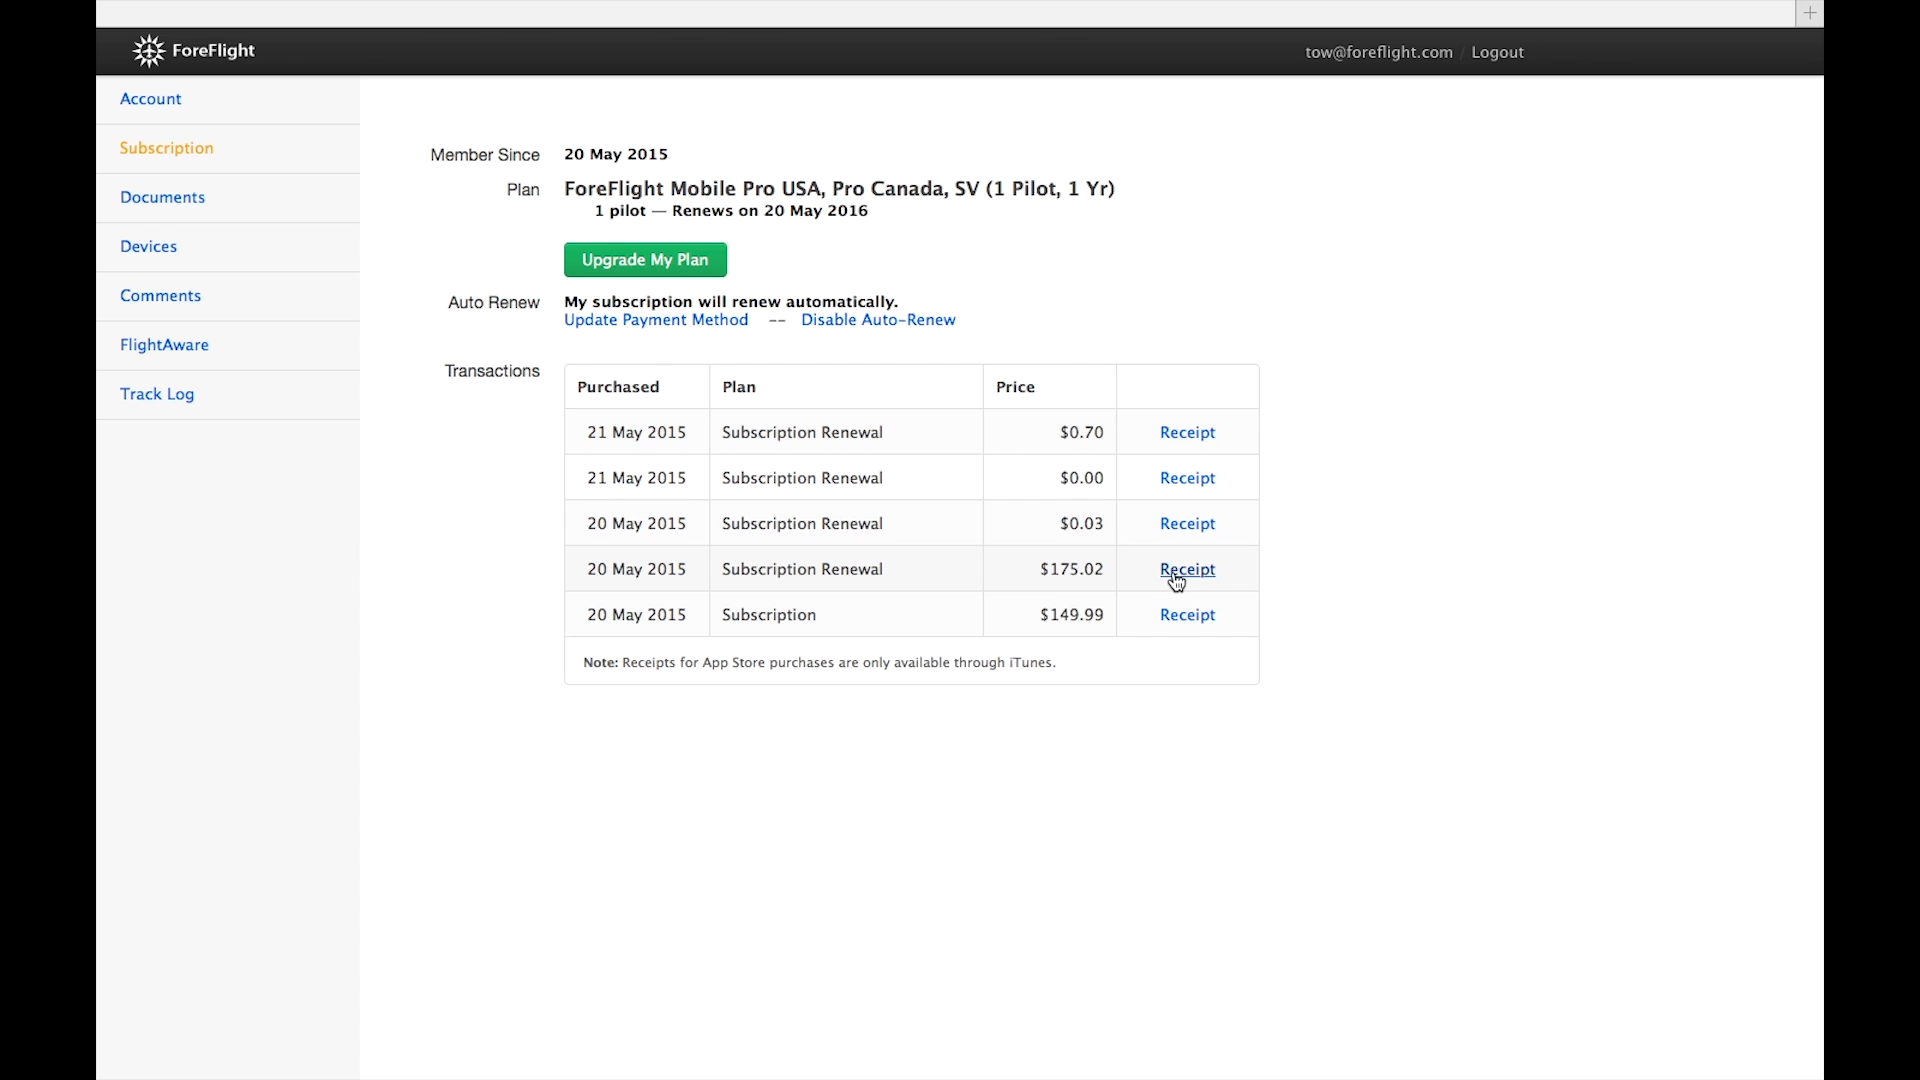 +
ForeFlight
tow@foreflight.com / Logout
Account
Subscription
Documents
Devices
Comments
FlightAware
Track Log
Member Since 20 May 2015
Plan ForeFlight Mobile Pro USA, Pro Canada, SV (1 Pilot, 1 Yr)
1 pilot — Renews on 20 May 2016
Upgrade My Plan
Auto Renew My subscription will renew automatically.
Update Payment Method -- Disable Auto-Renew
Transactions
Purchased Plan Price
21 May 2015 Subscription Renewal $0.70 Receipt
21 May 2015 Subscription Renewal $0.00 Receipt
20 May 2015 Subscription Renewal $0.03 Receipt
20 May 2015 Subscription Renewal $175.02 Receipt
20 May 2015 Subscription $149.99 Receipt
Note: Receipts for App Store purchases are only available through iTunes.